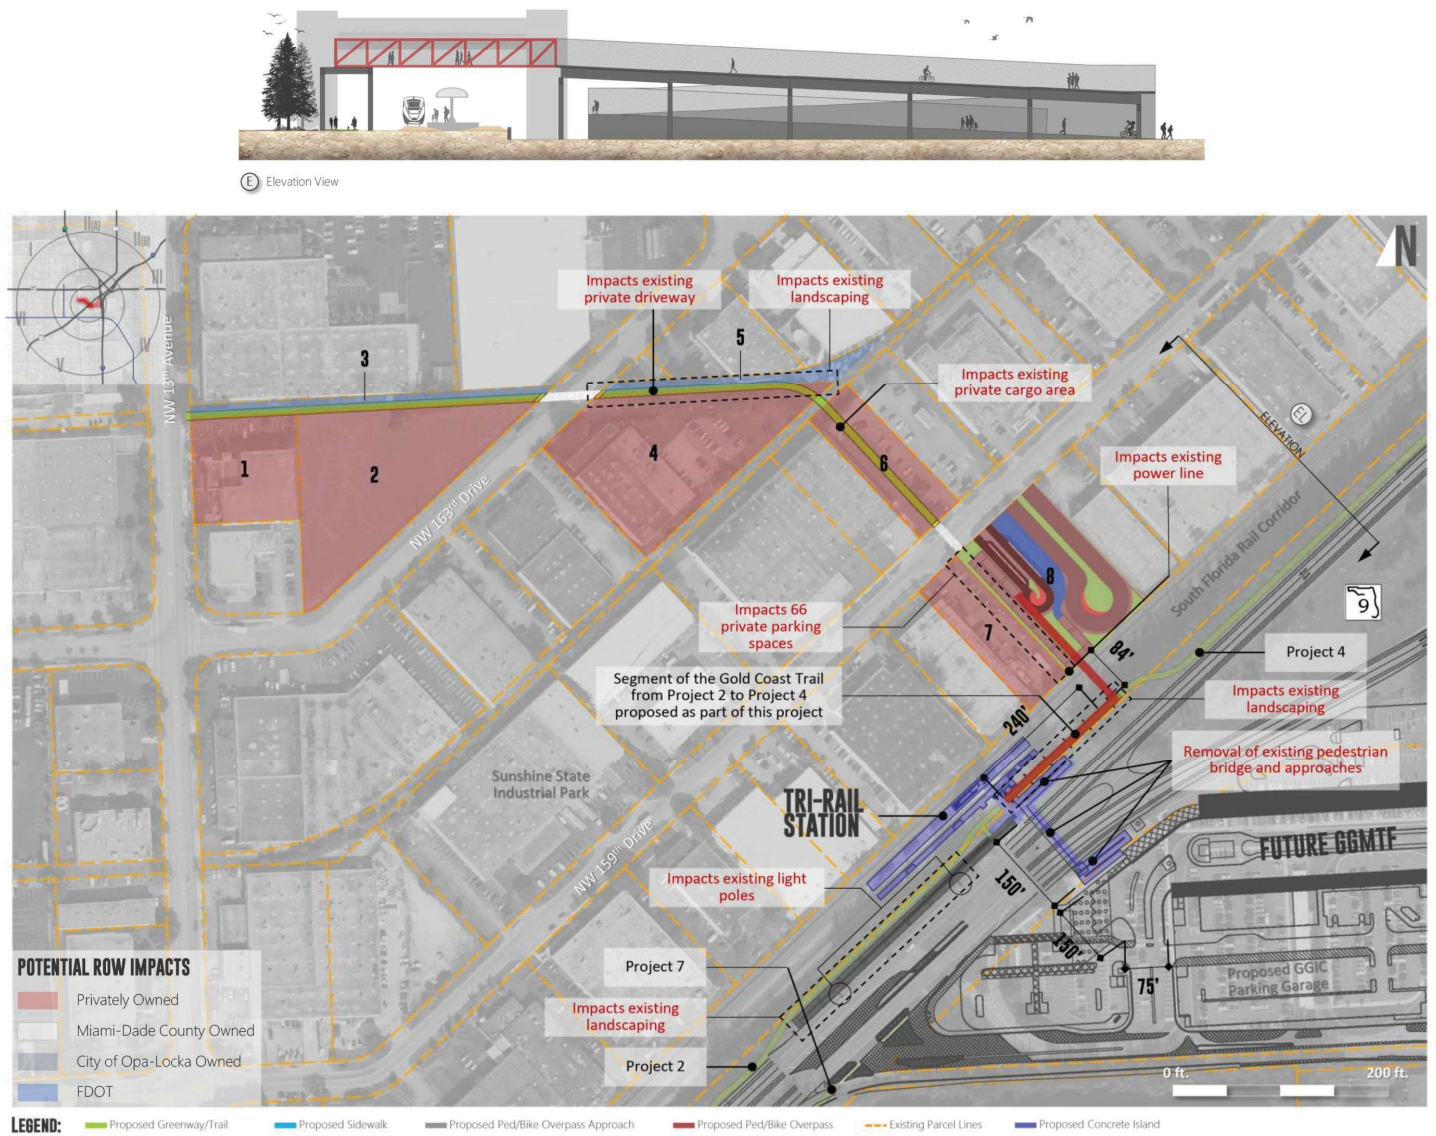 E Elevation View
N
I
II[A]
II[B]
III
VI
IV
V
NW 13th Avenue
Impacts existing
private driveway
Impacts existing
landscaping
3
5
Impacts existing
private cargo area
EL
ELEVATION
1
2
4
6
Impacts existing
power line
NW 163rd Drive
South Florida Rail Corridor
8
9
Impacts 66
private parking
spaces
7
84'
Project 4
Segment of the Gold Coast Trail
from Project 2 to Project 4
proposed as part of this project
Impacts existing
landscaping
240'
Removal of existing pedestrian
bridge and approaches
Sunshine State
Industrial Park
TRI-RAIL
STATION
FUTURE GGMTF
NW 159th Drive
Impacts existing light
poles
150'
150'
75'
Proposed GGIC
Parking Garage
Project 7
Impacts existing
landscaping
Project 2
POTENTIAL ROW IMPACTS
Privately Owned
Miami-Dade County Owned
City of Opa-Locka Owned
FDOT
0 ft.
200 ft.
LEGEND:
Proposed Greenway/Trail
Proposed Sidewalk
Proposed Ped/Bike Overpass Approach
Proposed Ped/Bike Overpass
Existing Parcel Lines
Proposed Concrete Island